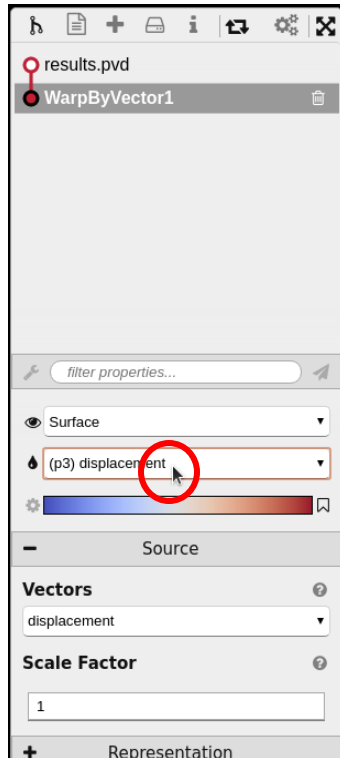 results.pvd
WarpByVector1
filter properties...
Surface
(p3) displacement
Source
Vectors
displacement
Scale Factor
1
Representation